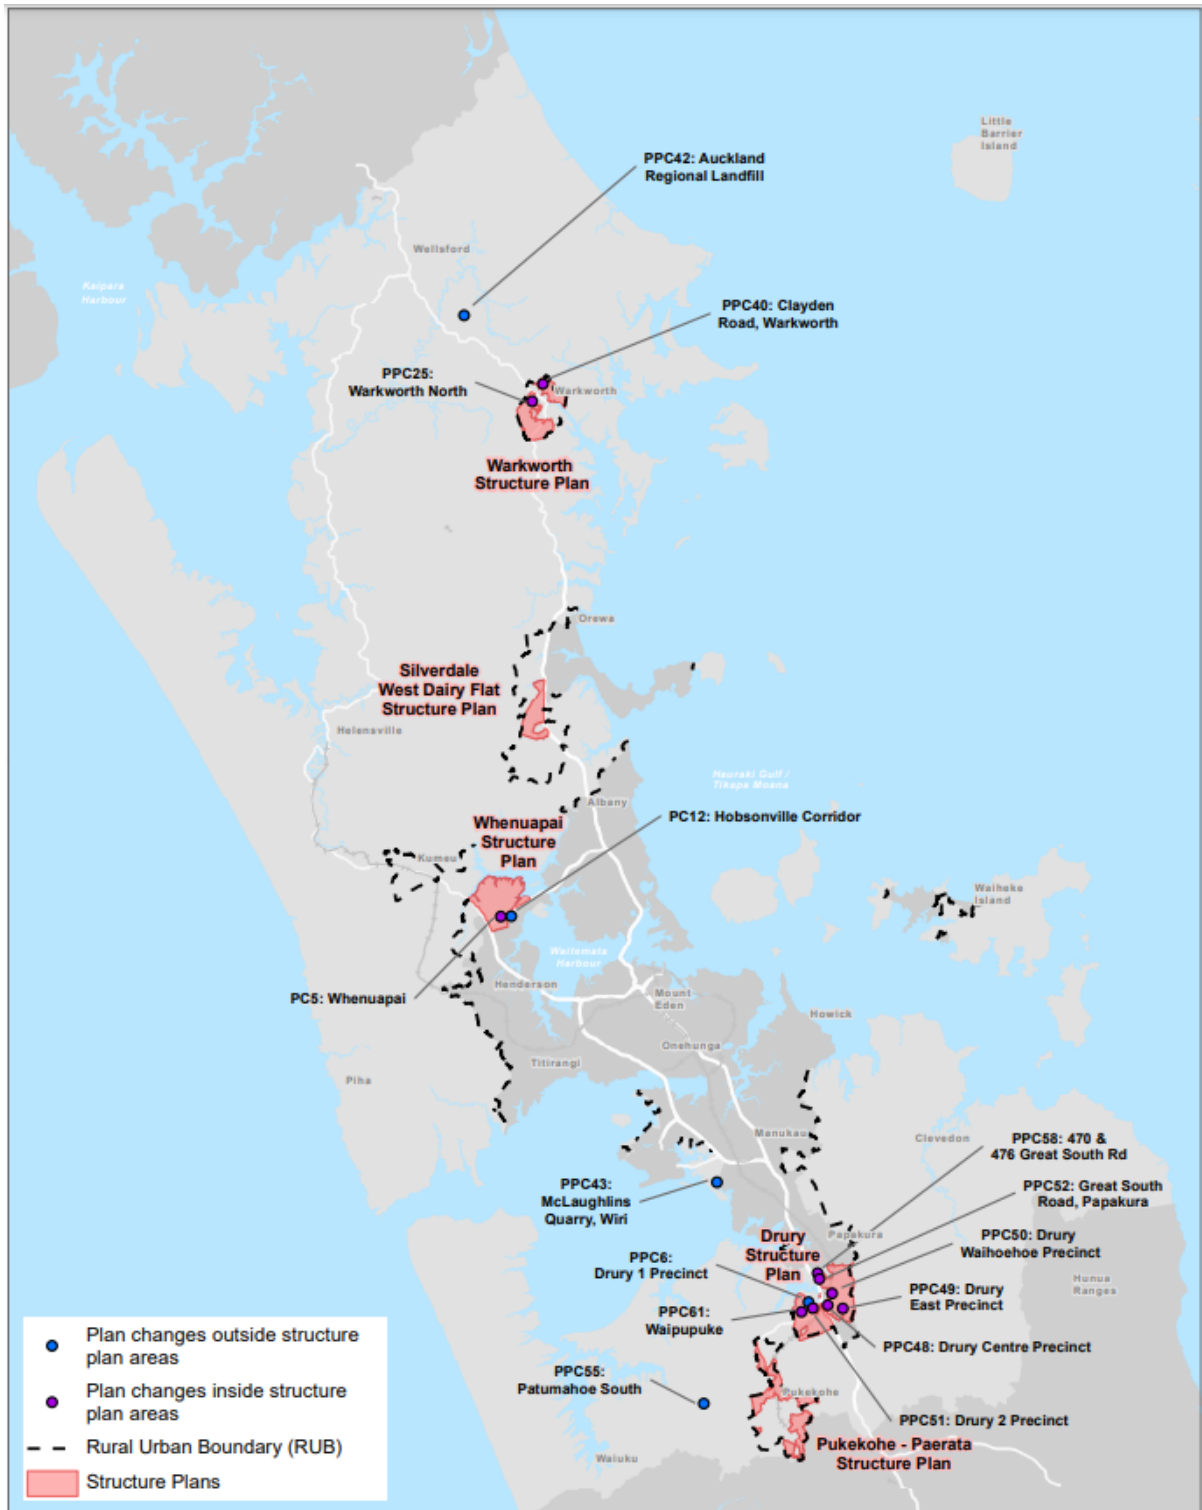 Little
Barrier
Island
PPC42: Auckland
Regional Landfill
Wellsford
Kaipara
Harbour
PPC40: Clayden
Road, Warkworth
PPC25:
Warkworth North
Warkworth
Warkworth
Structure Plan
Orewa
Silverdale
West Dairy Flat
Structure Plan
Helensville
Hauraki Gulf /
Tikapa Moana
Albany
PC12: Hobsonville Corridor
Whenuapai
Structure
Plan
Kumeu
Waiheke
Island
Waitemata
Harbour
Henderson
PC5: Whenuapai
Mount
Eden
Howick
Onehunga
Titirangi
Piha
Manukau
Clevedon
PPC58: 470 &
476 Great South Rd
PPC43:
McLaughlins
Quarry, Wiri
PPC52: Great South
Road, Papakura
Papakura
Drury
Structure
Plan
PPC50: Drury
Waihoehoe Precinct
PPC6:
Drury 1 Precinct
Hunua
Ranges
PPC49: Drury
East Precinct
PPC61:
Waipupuke
PPC48: Drury Centre Precinct
PPC55:
Patumahoe South
Pukekohe
PPC51: Drury 2 Precinct
Pukekohe - Paerata
Structure Plan
Waiuku
Plan changes outside structure
plan areas
Plan changes inside structure
plan areas
Rural Urban Boundary (RUB)
Structure Plans